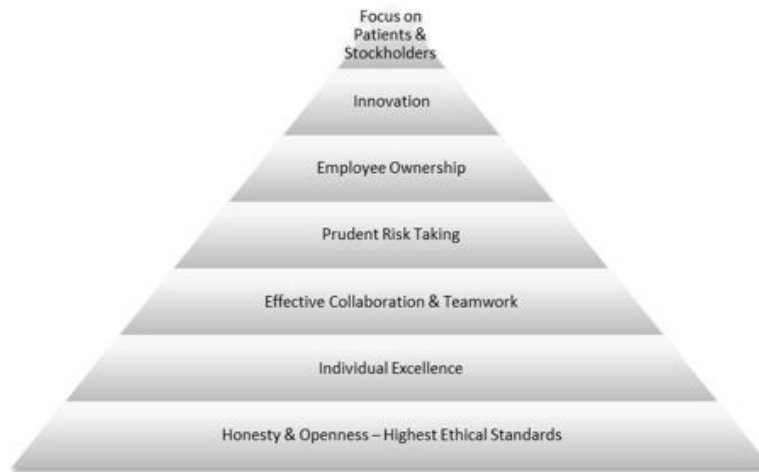 Focus on
Patients &
Stockholders
Innovation
Employee Ownership
Prudent Risk Taking
Effective Collaboration & Teamwork
Individual Excellence
Honesty & Openness – Highest Ethical Standards